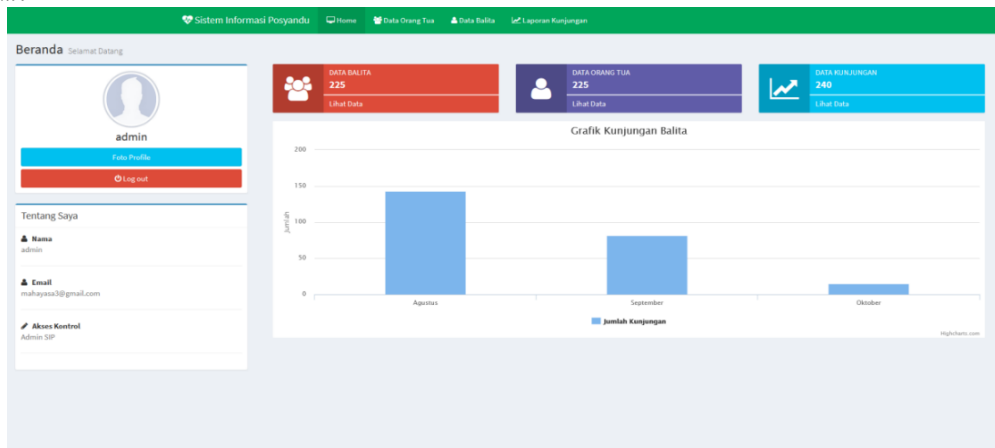 Sistem Informasi Posyandu Home Data Orang Tua Data Balita Laporan Kunjungan
Beranda Selamat Datang
admin
Foto Profile
Log out
Tentang Saya
Nama
admin
Email
mahayasa3@gmail.com
Akses Kontrol
Admin SIP
DATA BALITA
225
Lihat Data
DATA ORANG TUA
225
Lihat Data
DATA KUNJUNGAN
240
Lihat Data
Grafik Kunjungan Balita
200
150
100
50
0
Jumlah
Agustus September Oktober
Jumlah Kunjungan
Highcharts.com